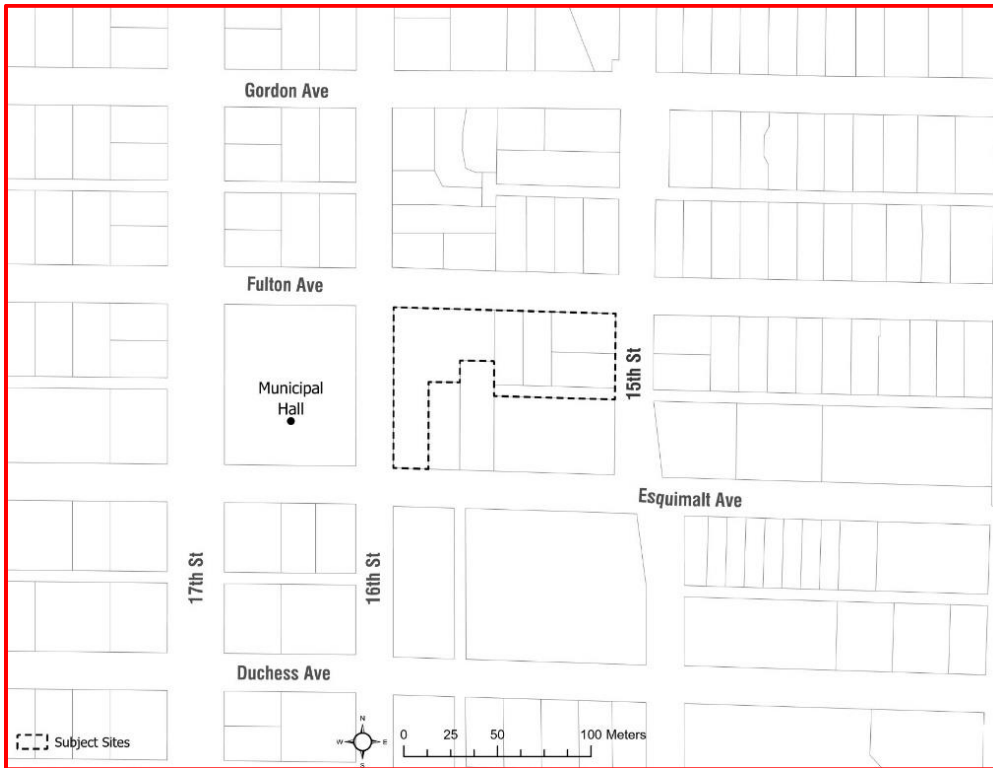 Gordon Ave
Fulton Ave
Municipal
Hall
15th St
Esquimalt Ave
17th St
16th St
Duchess Ave
Subject Sites
N
W
E
S
0 25 50 100 Meters